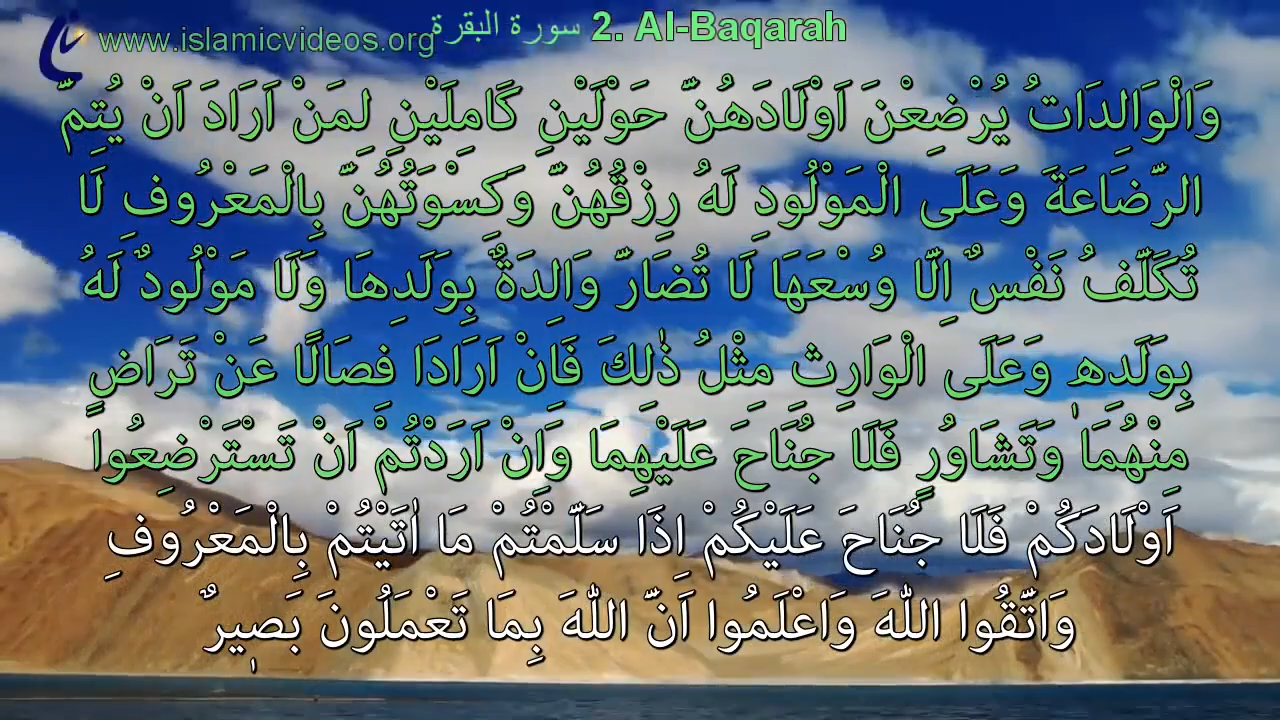 www.islamicvideos.org سورة البقرة 2. Al-Baqarah
وَالْوَالِدَاتُ يُرْضِعْنَ اَوْلَادَهُنَّ حَوْلَيْنِ كَامِلَيْنِ لِمَنْ اَرَادَ اَنْ يُتِمَّ
الرَّضَاعَةَ وَعَلَى الْمَوْلُودِ لَهُ رِزْقُهُنَّ وَكِسْوَتُهُنَّ بِالْمَعْرُوفِ لَا
تُكَلَّفُ نَفْسٌ اِلَّا وُسْعَهَا لَا تُضَارَّ وَالِدَةٌ بِوَلَدِهَا وَلَا مَوْلُودٌ لَهُ
بِوَلَدِهٖ وَعَلَى الْوَارِثِ مِثْلُ ذٰلِكَ فَاِنْ اَرَادَا فِصَالًا عَنْ تَرَاضٍ
مِنْهُمَا وَتَشَاوُرٍ فَلَا جُنَاحَ عَلَيْهِمَا وَاِنْ اَرَدْتُمْ اَنْ تَسْتَرْضِعُوا
اَوْلَادَكُمْ فَلَا جُنَاحَ عَلَيْكُمْ اِذَا سَلَّمْتُمْ مَا اٰتَيْتُمْ بِالْمَعْرُوفِ
وَاتَّقُوا اللّٰهَ وَاعْلَمُوا اَنَّ اللّٰهَ بِمَا تَعْمَلُونَ بَصٖيرٌ